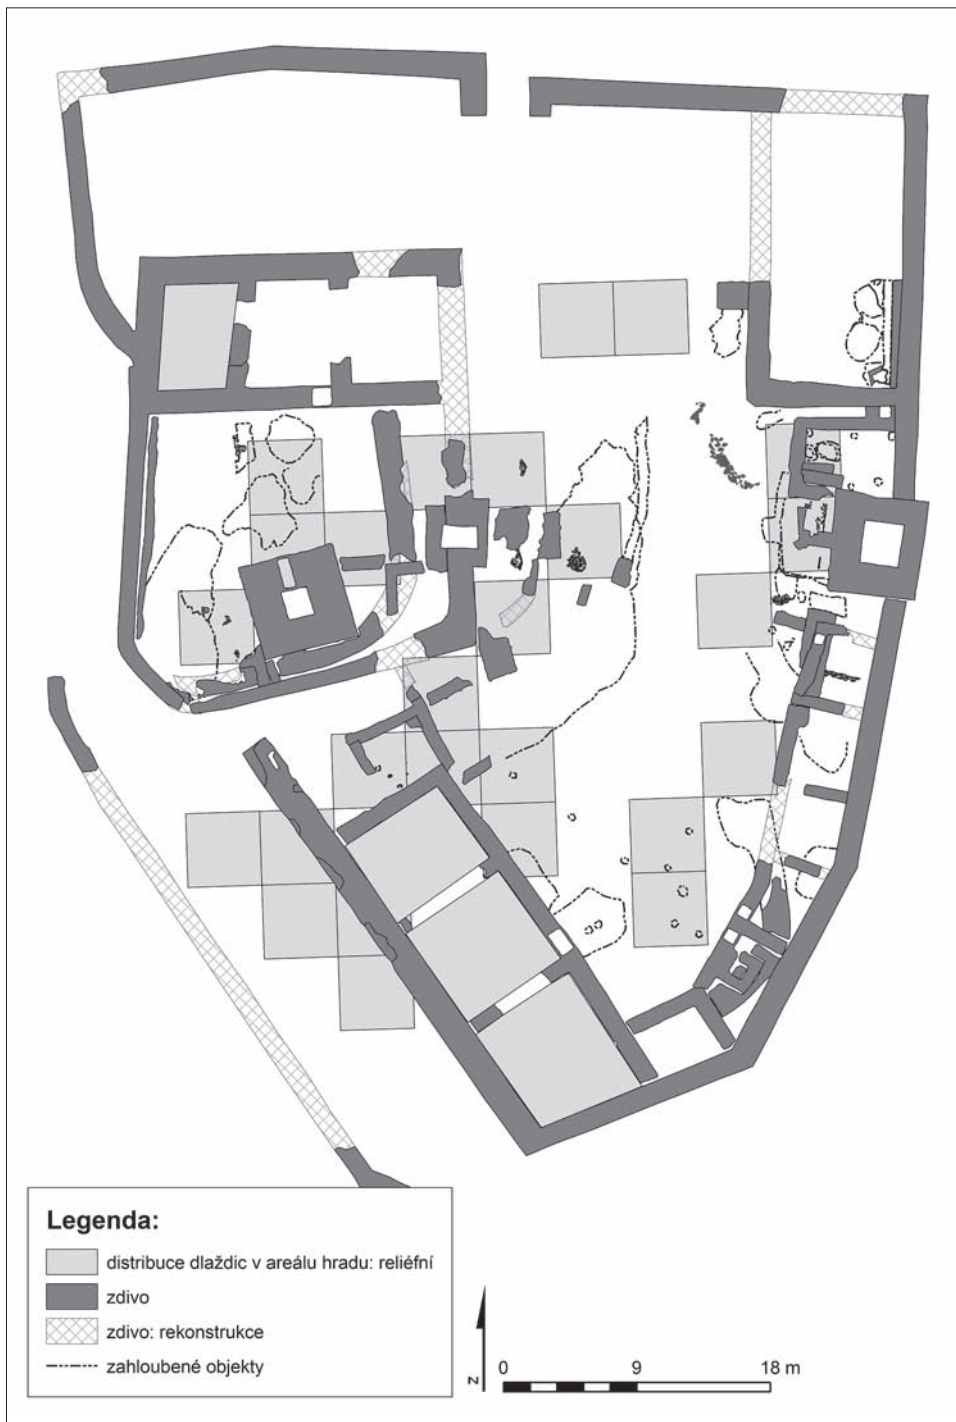 Legenda:
distribuce dlaždic v areálu hradu: reliéfní
zdivo
zdivo: rekonstrukce
zahloubené objekty
z
0 9 18 m